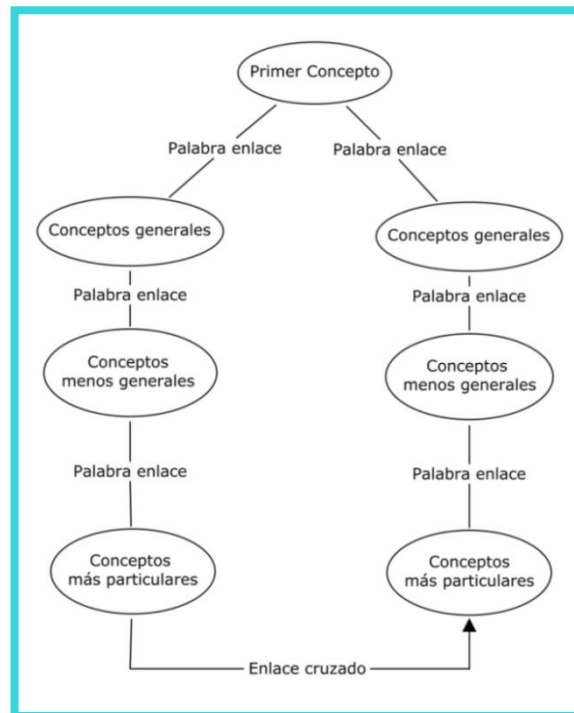 Primer Concepto
Palabra enlace
Palabra enlace
Conceptos generales
Conceptos generales
Palabra enlace
Palabra enlace
Conceptos
menos generales
Conceptos
menos generales
Palabra enlace
Palabra enlace
Conceptos
más particulares
Conceptos
más particulares
Enlace cruzado